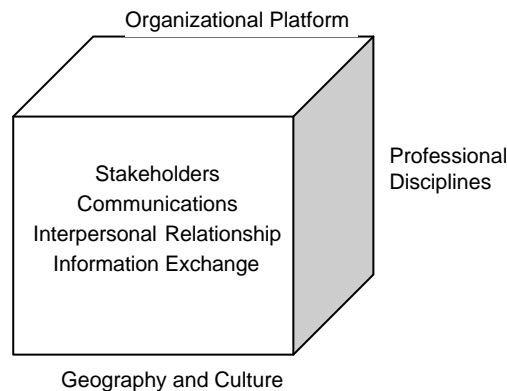 Organizational Platform
Stakeholders
Communications
Interpersonal Relationship
Information Exchange
Professional
Disciplines
Geography and Culture